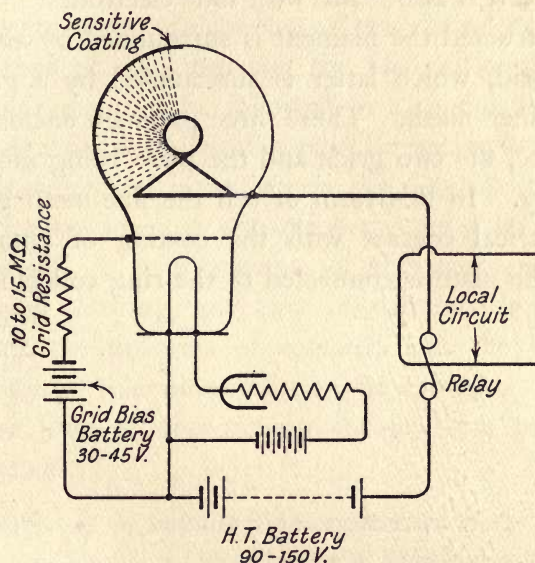 Sensitive
Coating
10 to 15 MΩ
Grid Resistance
Grid Bias
Battery
30-45 V.
Local
Circuit
Relay
H.T. Battery
90-150 V.